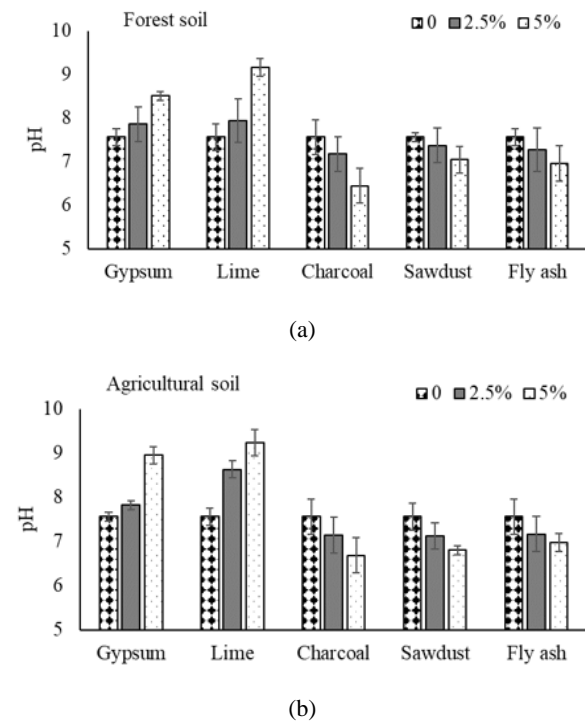 Forest soil
0 2.5% 5%
10
9
8
7
6
5
pH
Gypsum Lime Charcoal Sawdust Fly ash
(a)
Agricultural soil
0 2.5% 5%
10
9
8
7
6
5
pH
Gypsum Lime Charcoal Sawdust Fly ash
(b)